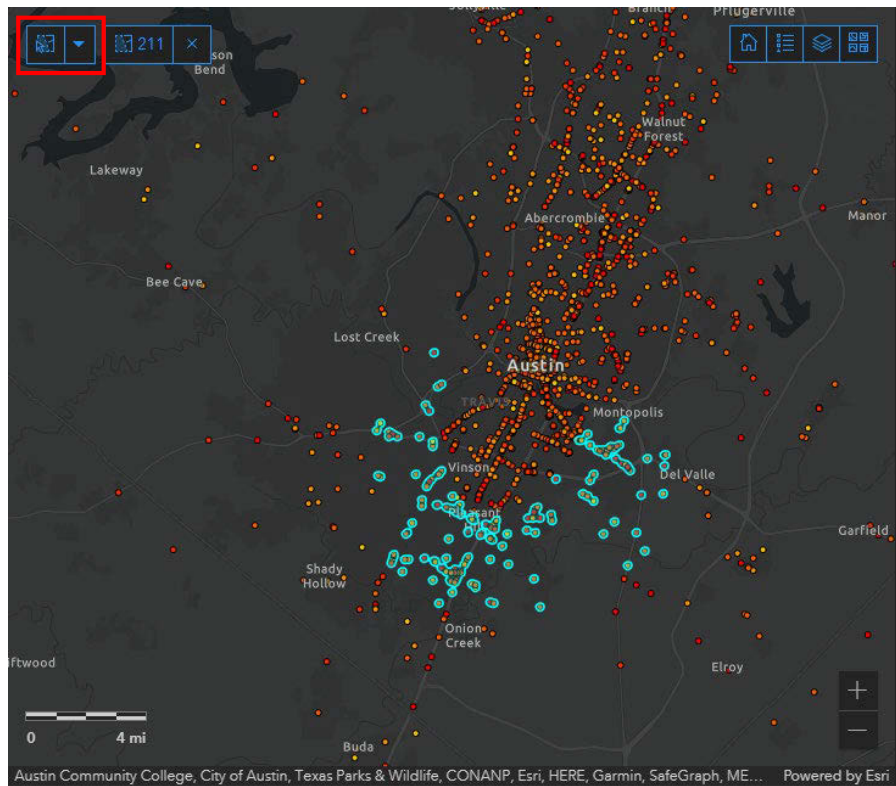 Branch
Pflugerville
211
Bend
Walnut
Forest
Lakeway
Abercrombie
Manor
Bee Cave
Lost Creek
Austin
TRAVIS
Montopolis
Vinson
Del Valle
Pleasant
Garfield
Shady
Hollow
Onion
Creek
Elroy
0 4 mi
Buda
Austin Community College, City of Austin, Texas Parks & Wildlife, CONANP, Esri, HERE, Garmin, SafeGraph, ME... Powered by Esri